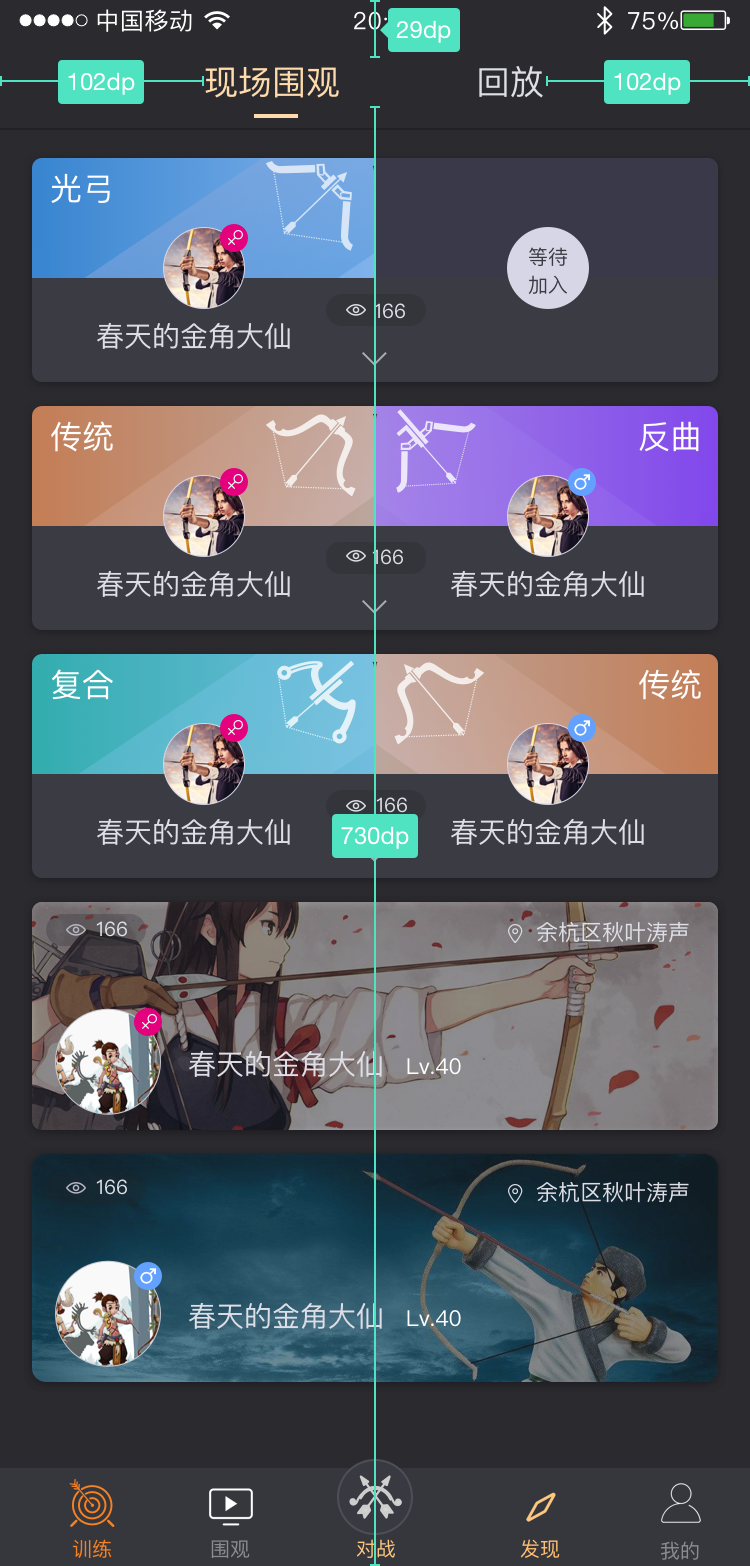 中国移动 20: 29dp 75%
102dp 现场围观 回放 102dp
光弓
等待
加入
166
春天的金角大仙
传统 反曲
166
春天的金角大仙 春天的金角大仙
复合 传统
166
春天的金角大仙 730dp 春天的金角大仙
166 余杭区秋叶涛声
春天的金角大仙 Lv.40
166 余杭区秋叶涛声
春天的金角大仙 Lv.40
训练 围观 对战 发现 我的